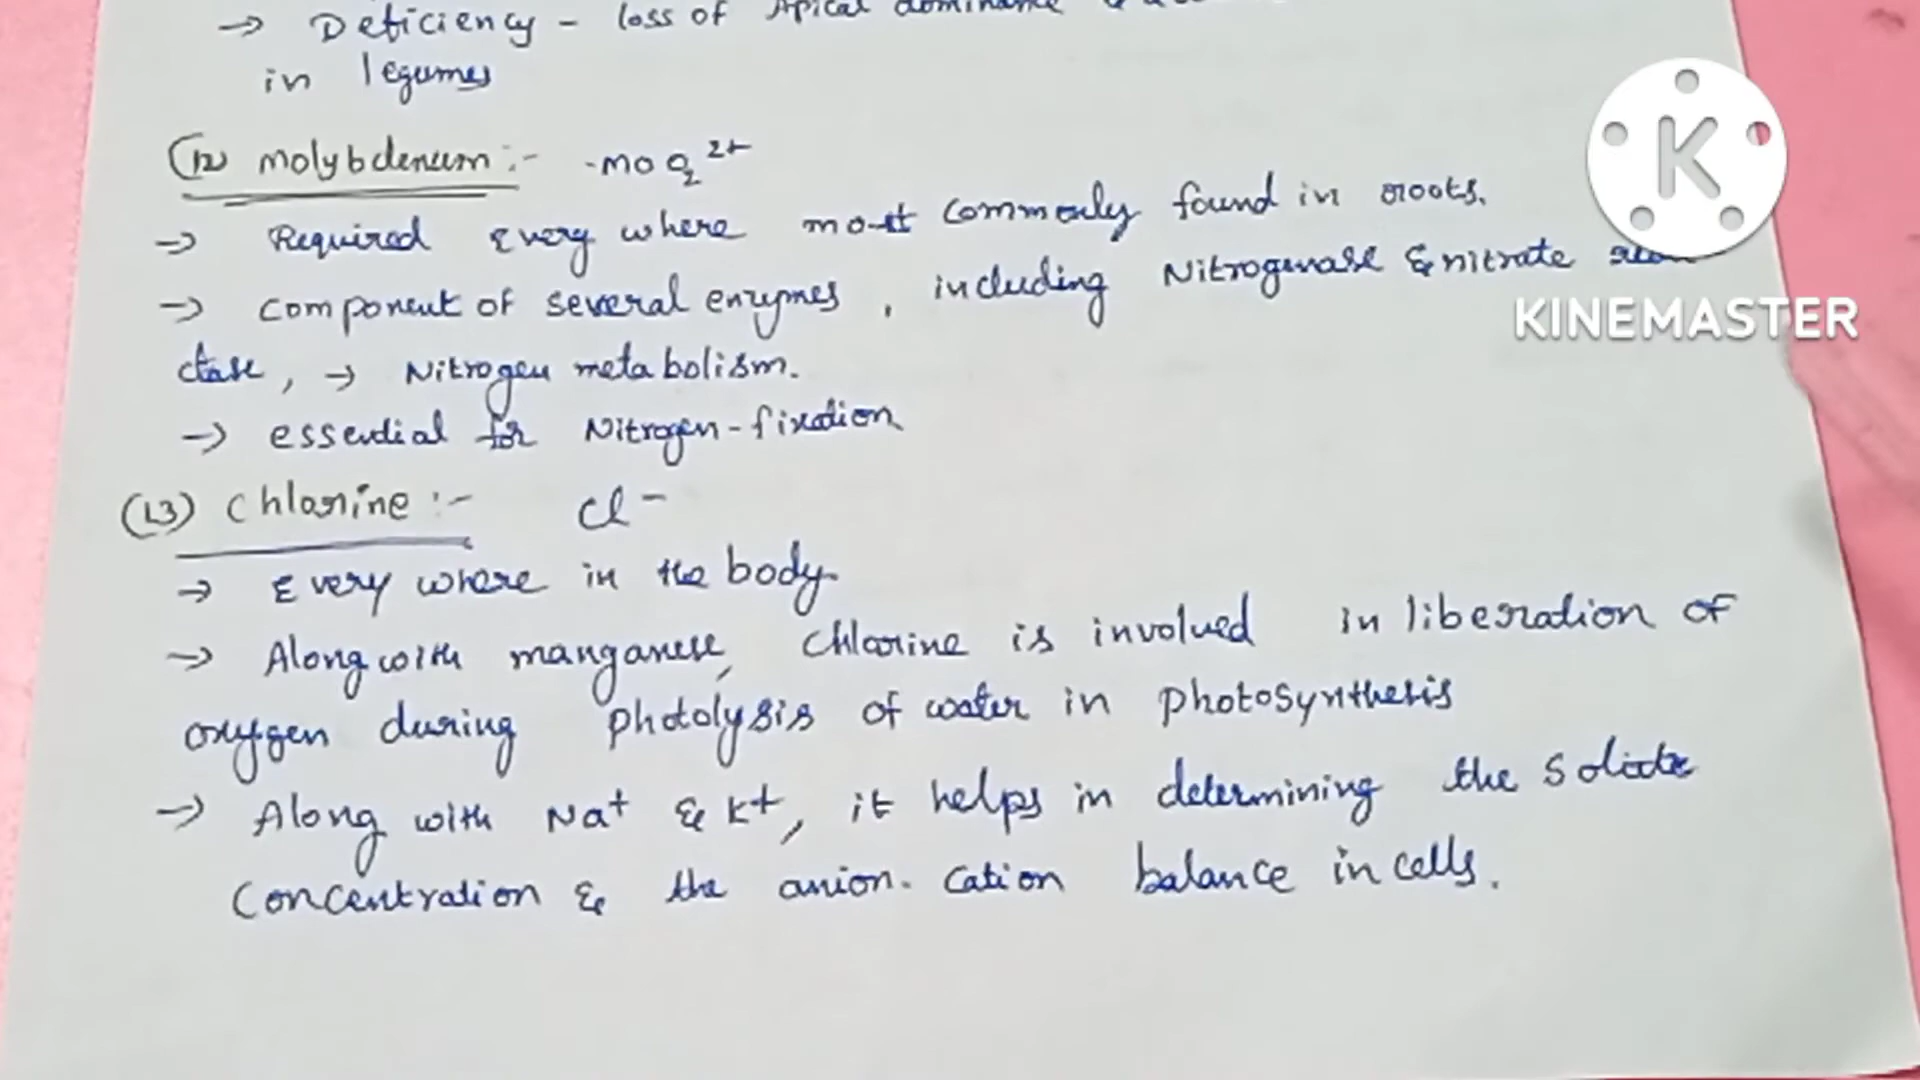 → Deficiency - loss of Apical dominance
in legumes
(12) molybdenum :- -moO₂²⁺
→ Required Every where most commonly found in roots.
→ component of several enzymes, including Nitrogenase & nitrate
ctase, → Nitrogen metabolism.
→ essential for Nitrogen-fixation
(13) Chlorine :- Cl⁻
→ Every where in the body.
→ Along with manganese, Chlorine is involved in liberation of
oxygen during photolysis of water in photosynthesis
→ Along with Na⁺ & K⁺, it helps in determining the solute
Concentration & the anion-cation balance in cells.
K
KINEMASTER